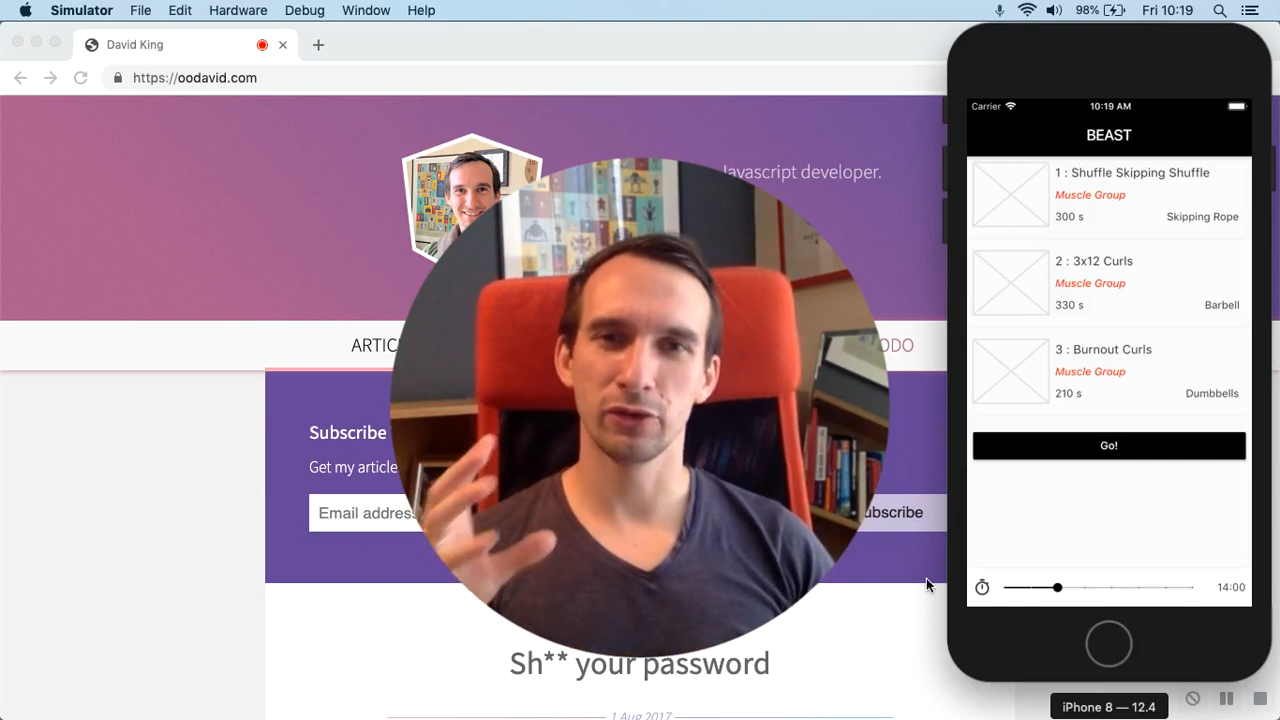 Simulator File Edit Hardware Debug Window Help 98% Fri 10:19
David King
https://oodavid.com
Javascript developer.
Subscribe
Get my article
Email address
ubscribe
Sh** your password
1 Aug 2017
Carrier 10:19 AM
BEAST
1 : Shuffle Skipping Shuffle
Muscle Group
300 s Skipping Rope
2 : 3x12 Curls
Muscle Group
330 s Barbell
3 : Burnout Curls
Muscle Group
210 s Dumbbells
Go!
14:00
iPhone 8 — 12.4